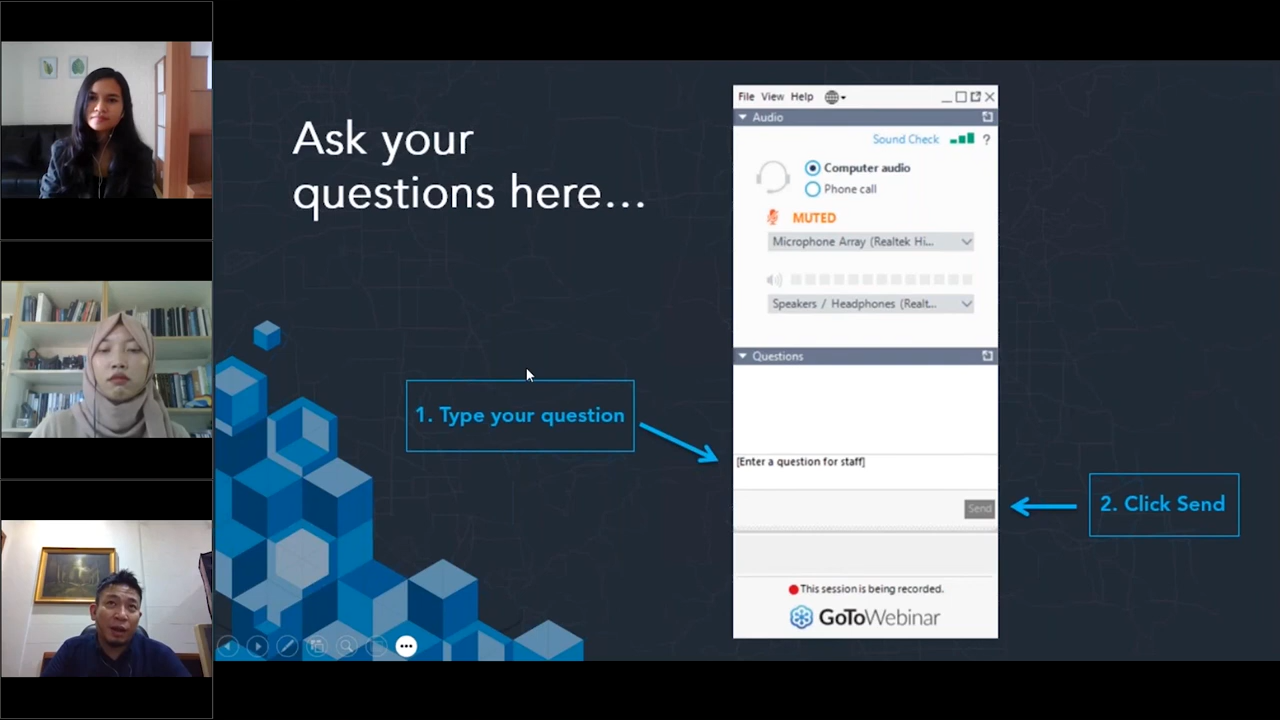 Ask your
questions here...
1. Type your question
File View Help
Audio
Sound Check ?
Computer audio
Phone call
MUTED
Microphone Array (Realtek Hi...
Speakers / Headphones (Realt...
Questions
[Enter a question for staff]
Send
2. Click Send
This session is being recorded.
GoToWebinar